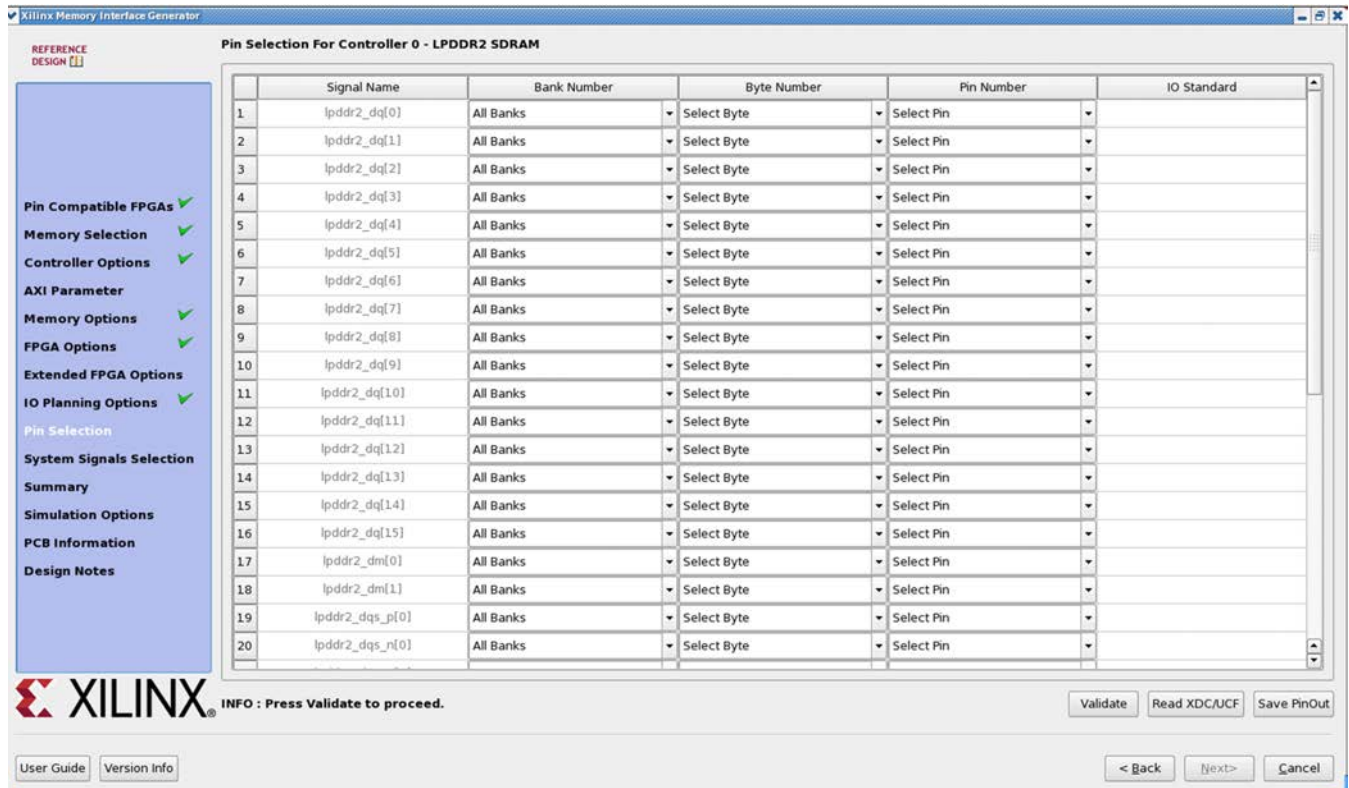 Xilinx Memory Interface Generator
REFERENCE
DESIGN
Pin Selection For Controller 0 - LPDDR2 SDRAM
Signal Name Bank Number Byte Number Pin Number IO Standard
1 lpddr2_dq[0] All Banks Select Byte Select Pin
2 lpddr2_dq[1] All Banks Select Byte Select Pin
3 lpddr2_dq[2] All Banks Select Byte Select Pin
4 lpddr2_dq[3] All Banks Select Byte Select Pin
5 lpddr2_dq[4] All Banks Select Byte Select Pin
6 lpddr2_dq[5] All Banks Select Byte Select Pin
7 lpddr2_dq[6] All Banks Select Byte Select Pin
8 lpddr2_dq[7] All Banks Select Byte Select Pin
9 lpddr2_dq[8] All Banks Select Byte Select Pin
10 lpddr2_dq[9] All Banks Select Byte Select Pin
11 lpddr2_dq[10] All Banks Select Byte Select Pin
12 lpddr2_dq[11] All Banks Select Byte Select Pin
13 lpddr2_dq[12] All Banks Select Byte Select Pin
14 lpddr2_dq[13] All Banks Select Byte Select Pin
15 lpddr2_dq[14] All Banks Select Byte Select Pin
16 lpddr2_dq[15] All Banks Select Byte Select Pin
17 lpddr2_dm[0] All Banks Select Byte Select Pin
18 lpddr2_dm[1] All Banks Select Byte Select Pin
19 lpddr2_dqs_p[0] All Banks Select Byte Select Pin
20 lpddr2_dqs_n[0] All Banks Select Byte Select Pin
Pin Compatible FPGAs
Memory Selection
Controller Options
AXI Parameter
Memory Options
FPGA Options
Extended FPGA Options
IO Planning Options
Pin Selection
System Signals Selection
Summary
Simulation Options
PCB Information
Design Notes
XILINX®
INFO : Press Validate to proceed.
Validate Read XDC/UCF Save PinOut
User Guide Version Info < Back Next> Cancel